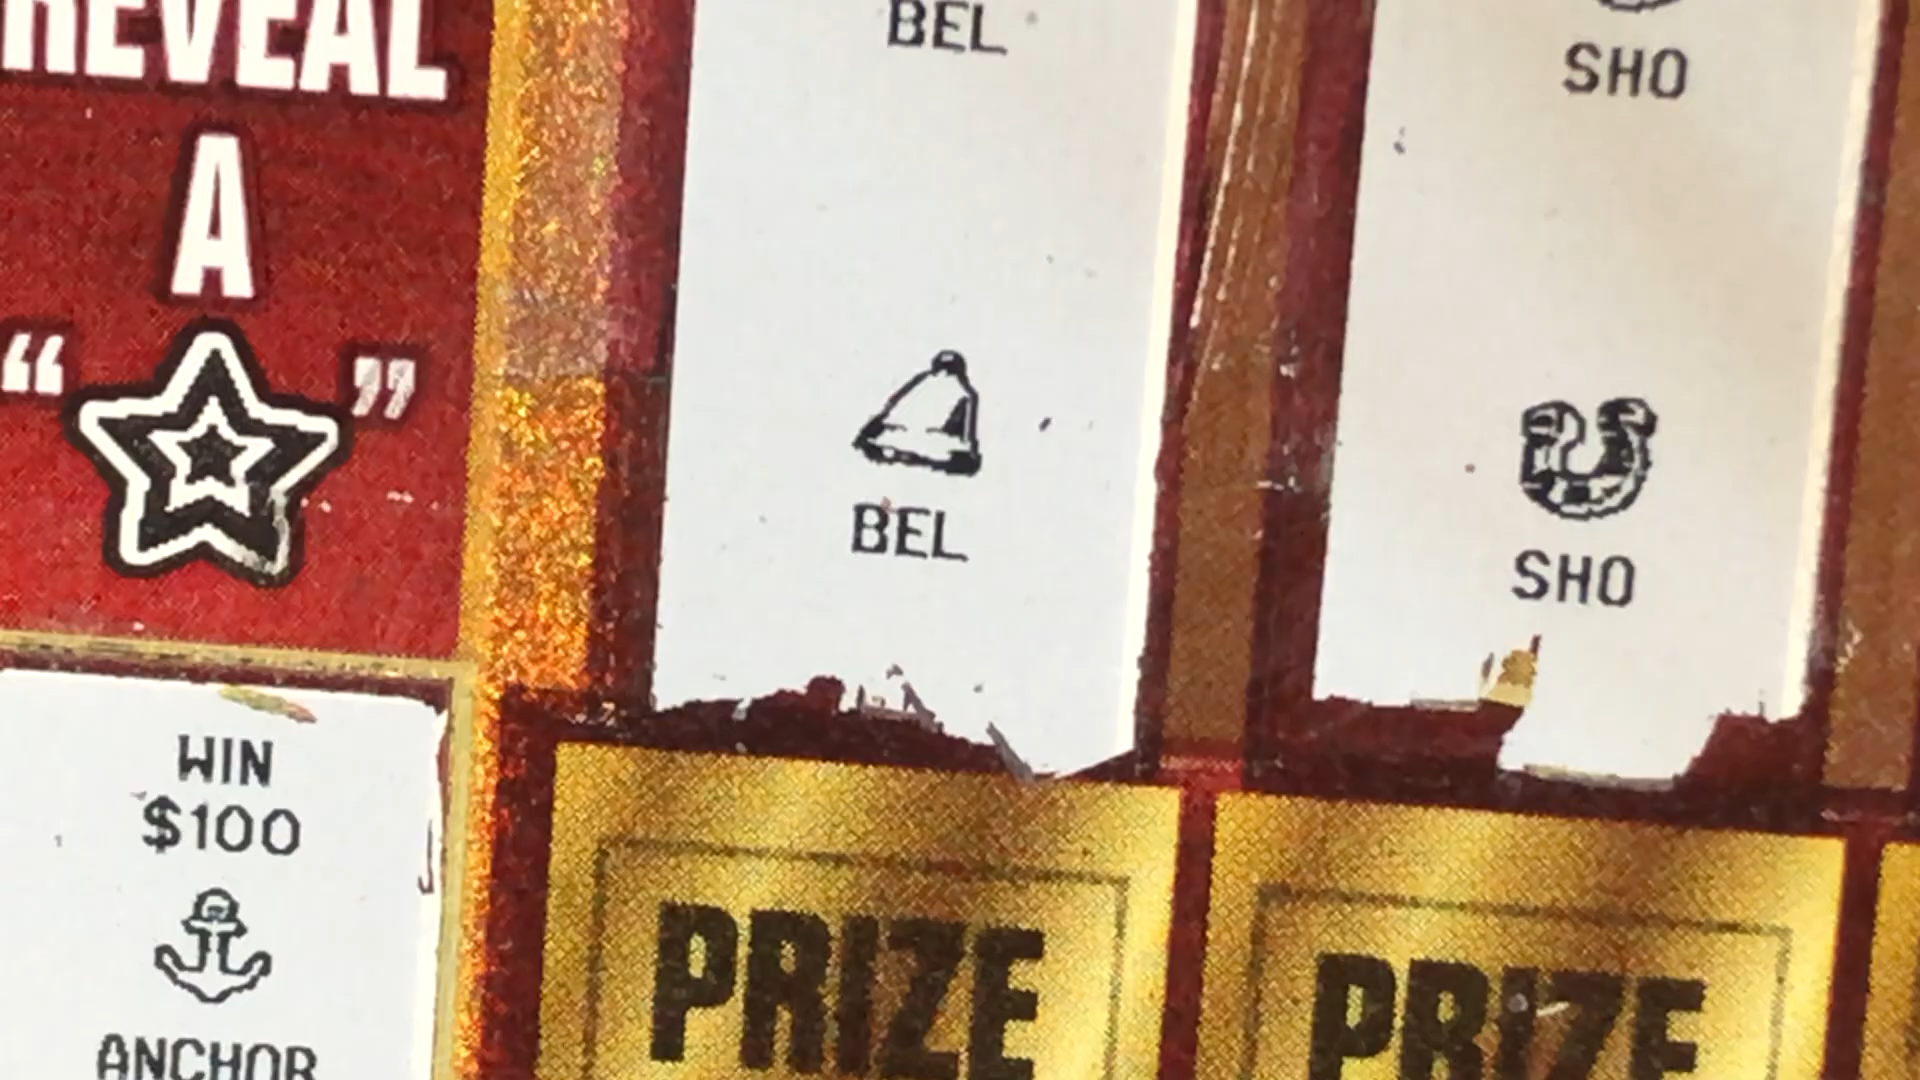 REVEAL
A
“ ”
WIN
$100
ANCHOR
BEL
BEL
SHO
SHO
PRIZE
PRIZE